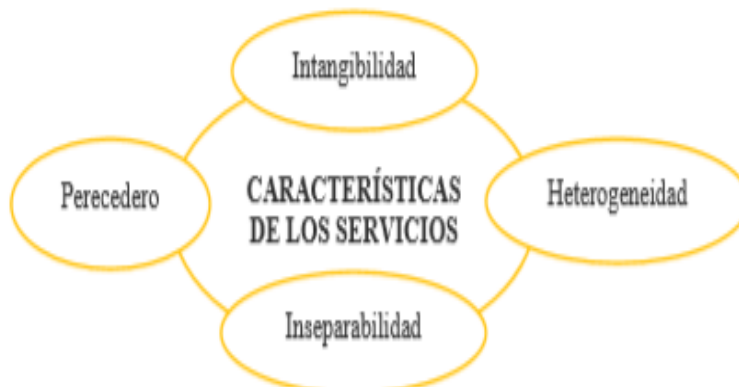 Intangibilidad
Perecedero
CARACTERÍSTICAS
DE LOS SERVICIOS
Heterogeneidad
Inseparabilidad